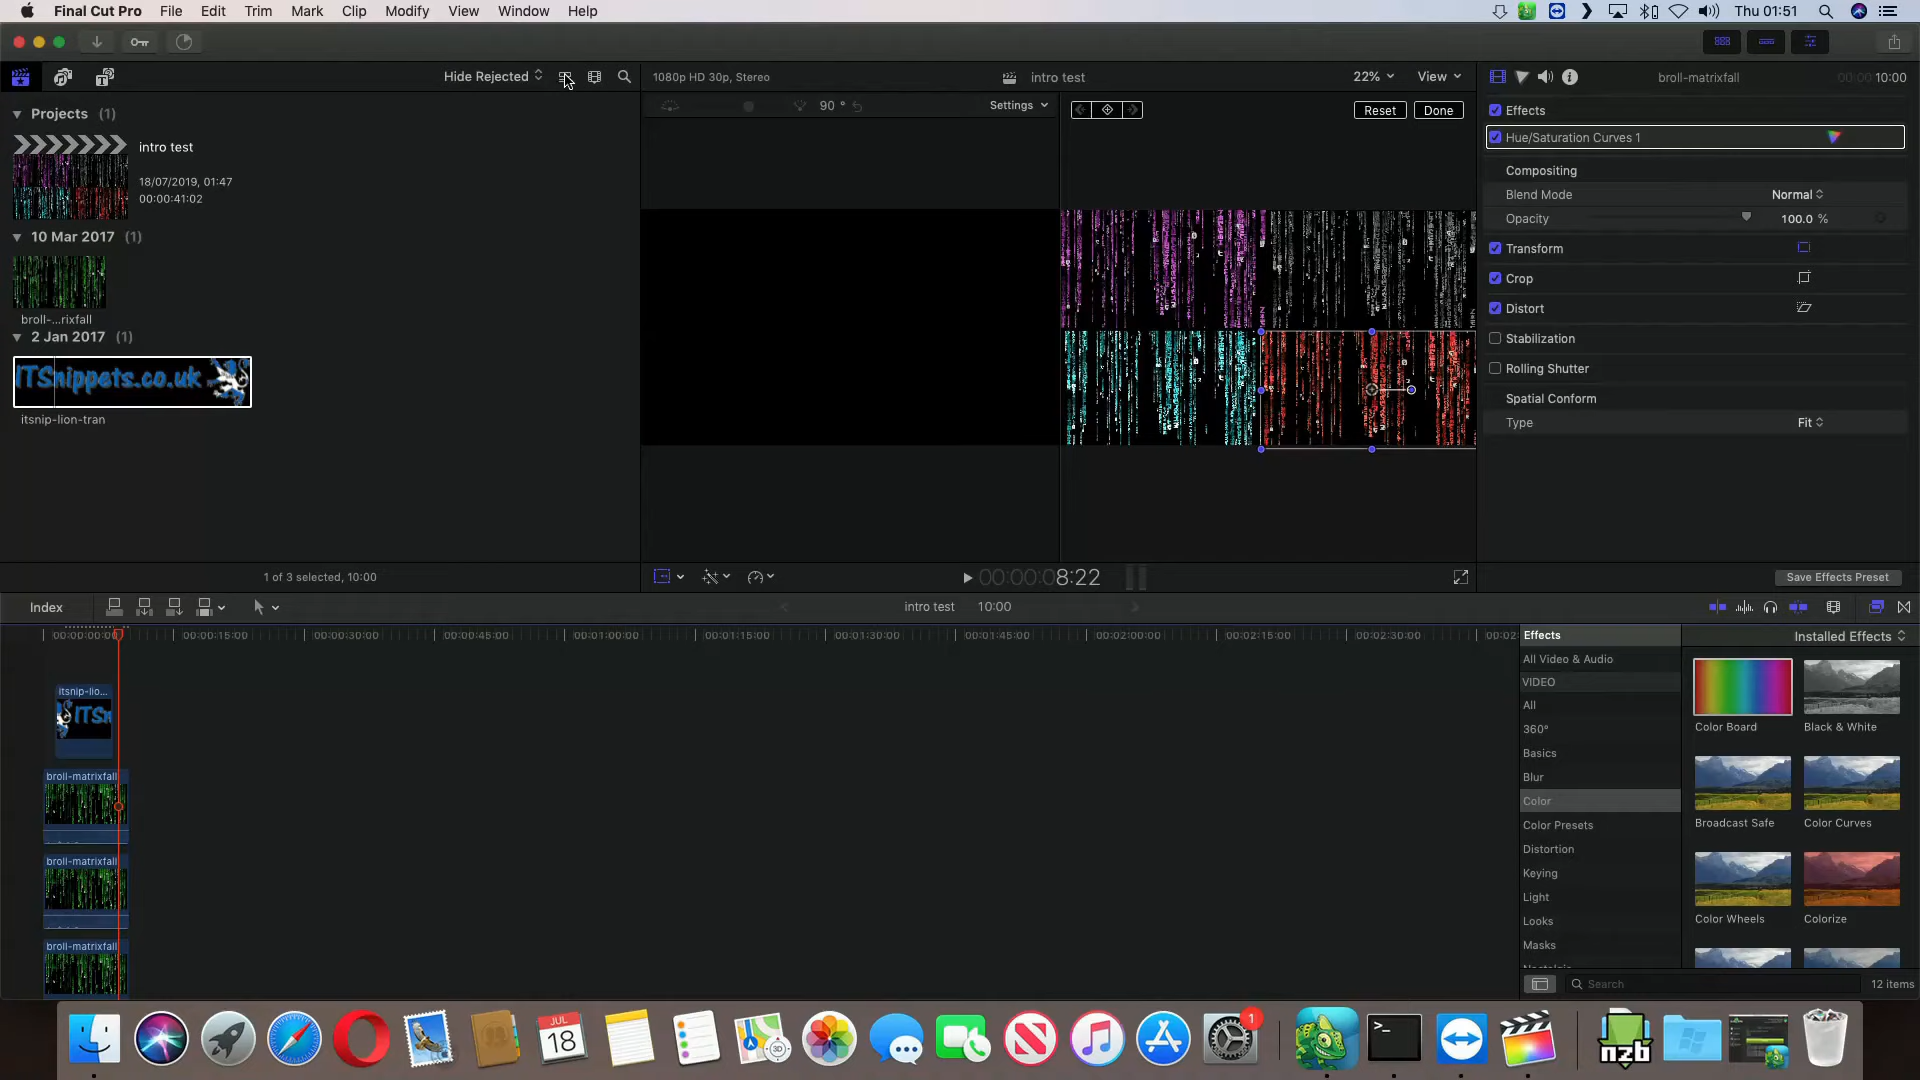 Final Cut Pro File Edit Trim Mark Clip Modify View Window Help
Thu 01:51
Hide Rejected
1080p HD 30p, Stereo
intro test
22%
View
broll-matrixfall
00:00:10:00
90 °
Settings
Reset
Done
Projects (1)
intro test
18/07/2019, 01:47
00:00:41:02
10 Mar 2017 (1)
broll-...rixfall
2 Jan 2017 (1)
ITSnippets.co.uk
itsnip-lion-tran
1 of 3 selected, 10:00
Effects
Hue/Saturation Curves 1
Compositing
Blend Mode
Normal
Opacity
100.0 %
Transform
Crop
Distort
Stabilization
Rolling Shutter
Spatial Conform
Type
Fit
Save Effects Preset
00:00:08:22
Index
intro test
10:00
00:00:00:00
00:00:15:00
00:00:30:00
00:00:45:00
00:01:00:00
00:01:15:00
00:01:30:00
00:01:45:00
00:02:00:00
00:02:15:00
00:02:30:00
00:02:
itsnip-lio...
broll-matrixfall
broll-matrixfall
broll-matrixfall
Effects
Installed Effects
All Video & Audio
VIDEO
All
360°
Basics
Blur
Color
Color Presets
Distortion
Keying
Light
Looks
Masks
Color Board
Black & White
Broadcast Safe
Color Curves
Color Wheels
Colorize
Search
12 items
JUL
18
3D
1
nzb